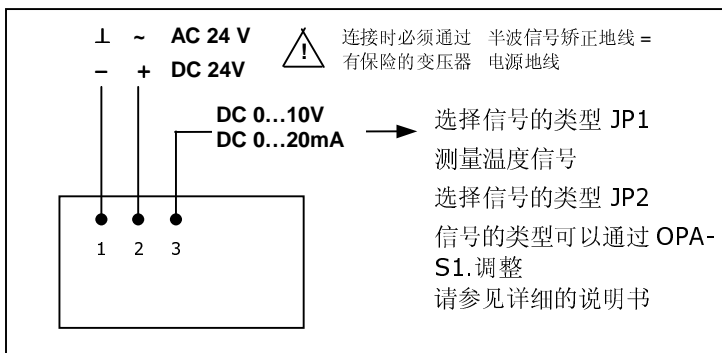 ⊥ ~ AC 24 V
– + DC 24V
!
连接时必须通过 半波信号矫正地线 =
有保险的变压器 电源地线
DC 0…10V
DC 0…20mA
选择信号的类型 JP1
测量温度信号
选择信号的类型 JP2
信号的类型可以通过 OPA-
S1.调整
请参见详细的说明书
1 2 3